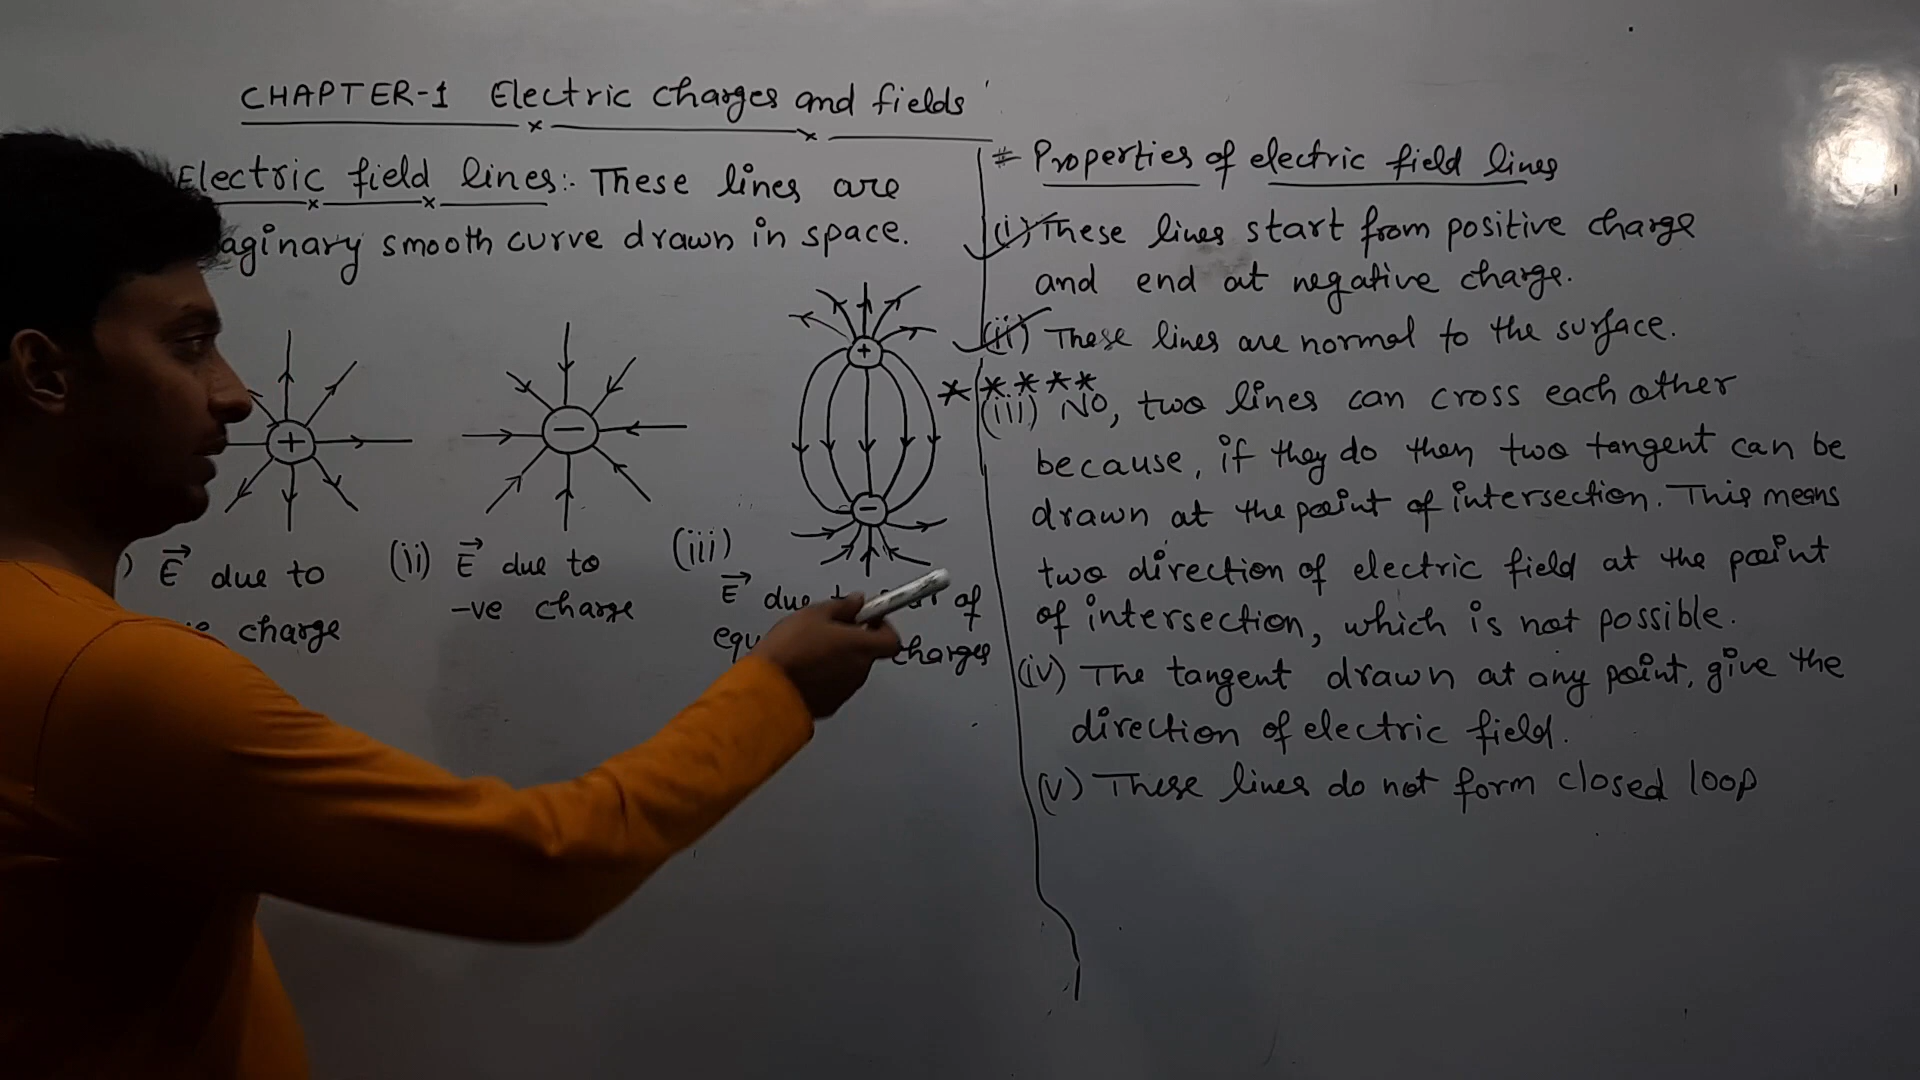 CHAPTER-1 Electric charges and fields
Electric field lines:- These lines are
aginary smooth curve drawn in space.
+
-
+
-
) E⃗ due to
charge
(ii) E⃗ due to
-ve charge
(iii)
E⃗ due of
equ charges
# Properties of electric field lines
(i) These lines start from positive charge
and end at negative charge.
(ii) These lines are normal to the surface.
*****
(iii) NO, two lines can cross each other
because, if they do then two tangent can be
drawn at the point of intersection. This means
two direction of electric field at the point
of intersection, which is not possible.
(iv) The tangent drawn at any point, give the
direction of electric field.
(v) These lines do not form closed loop